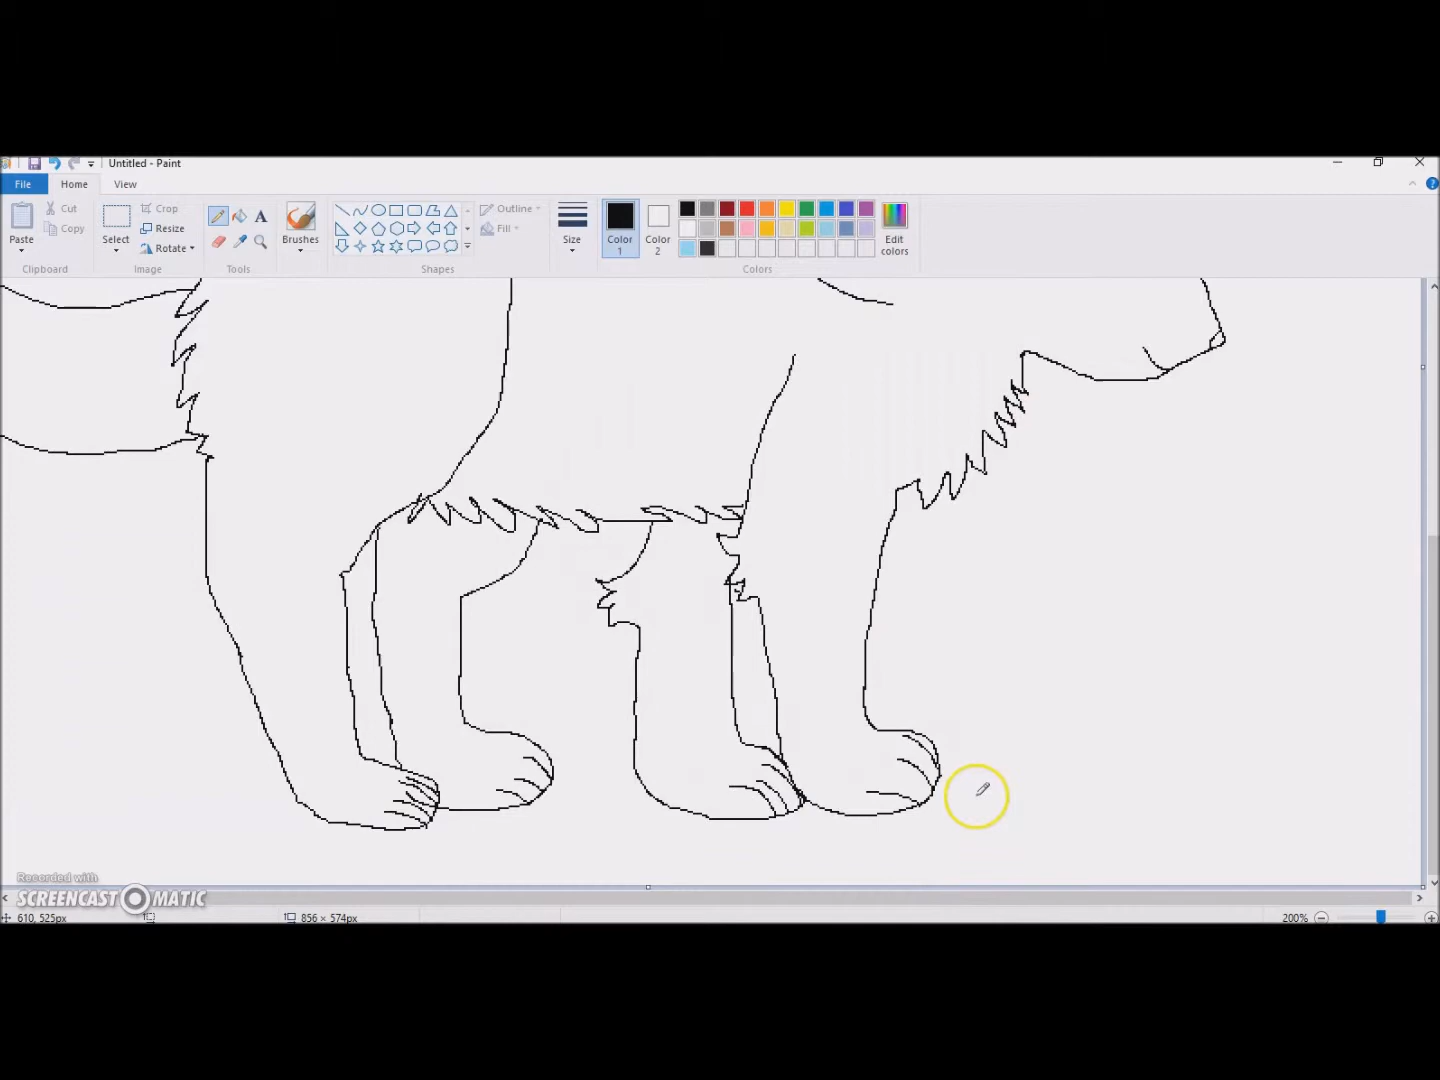 Untitled - Paint
File Home View
Cut Crop Outline
Copy Resize Fill
Paste Select Rotate Brushes Size Color 1 Color 2 Edit colors
Clipboard Image Tools Shapes Colors
Recorded with
SCREENCAST MATIC
610, 525px 856 × 574px 200%